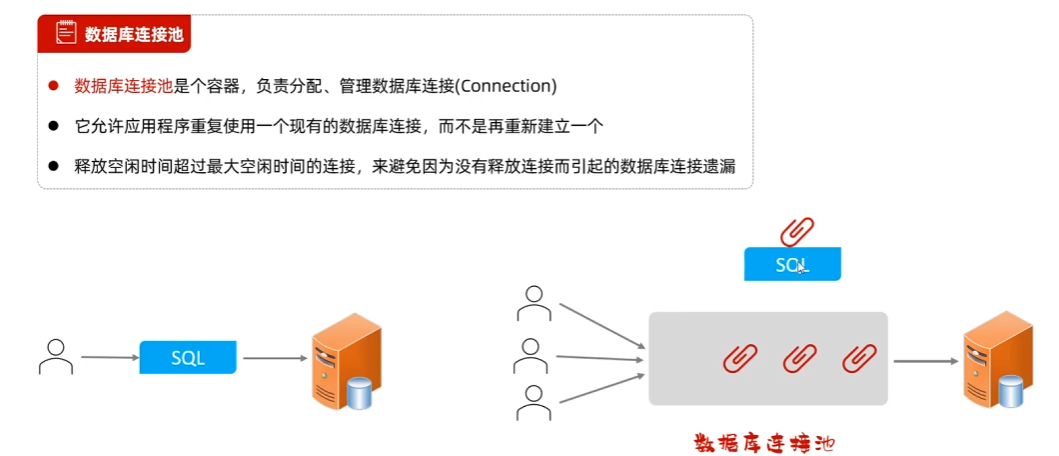 数据库连接池
数据库连接池是个容器，负责分配、管理数据库连接(Connection)
它允许应用程序重复使用一个现有的数据库连接，而不是再重新建立一个
释放空闲时间超过最大空闲时间的连接，来避免因为没有释放连接而引起的数据库连接遗漏
SQL
SQL
数据库连接池